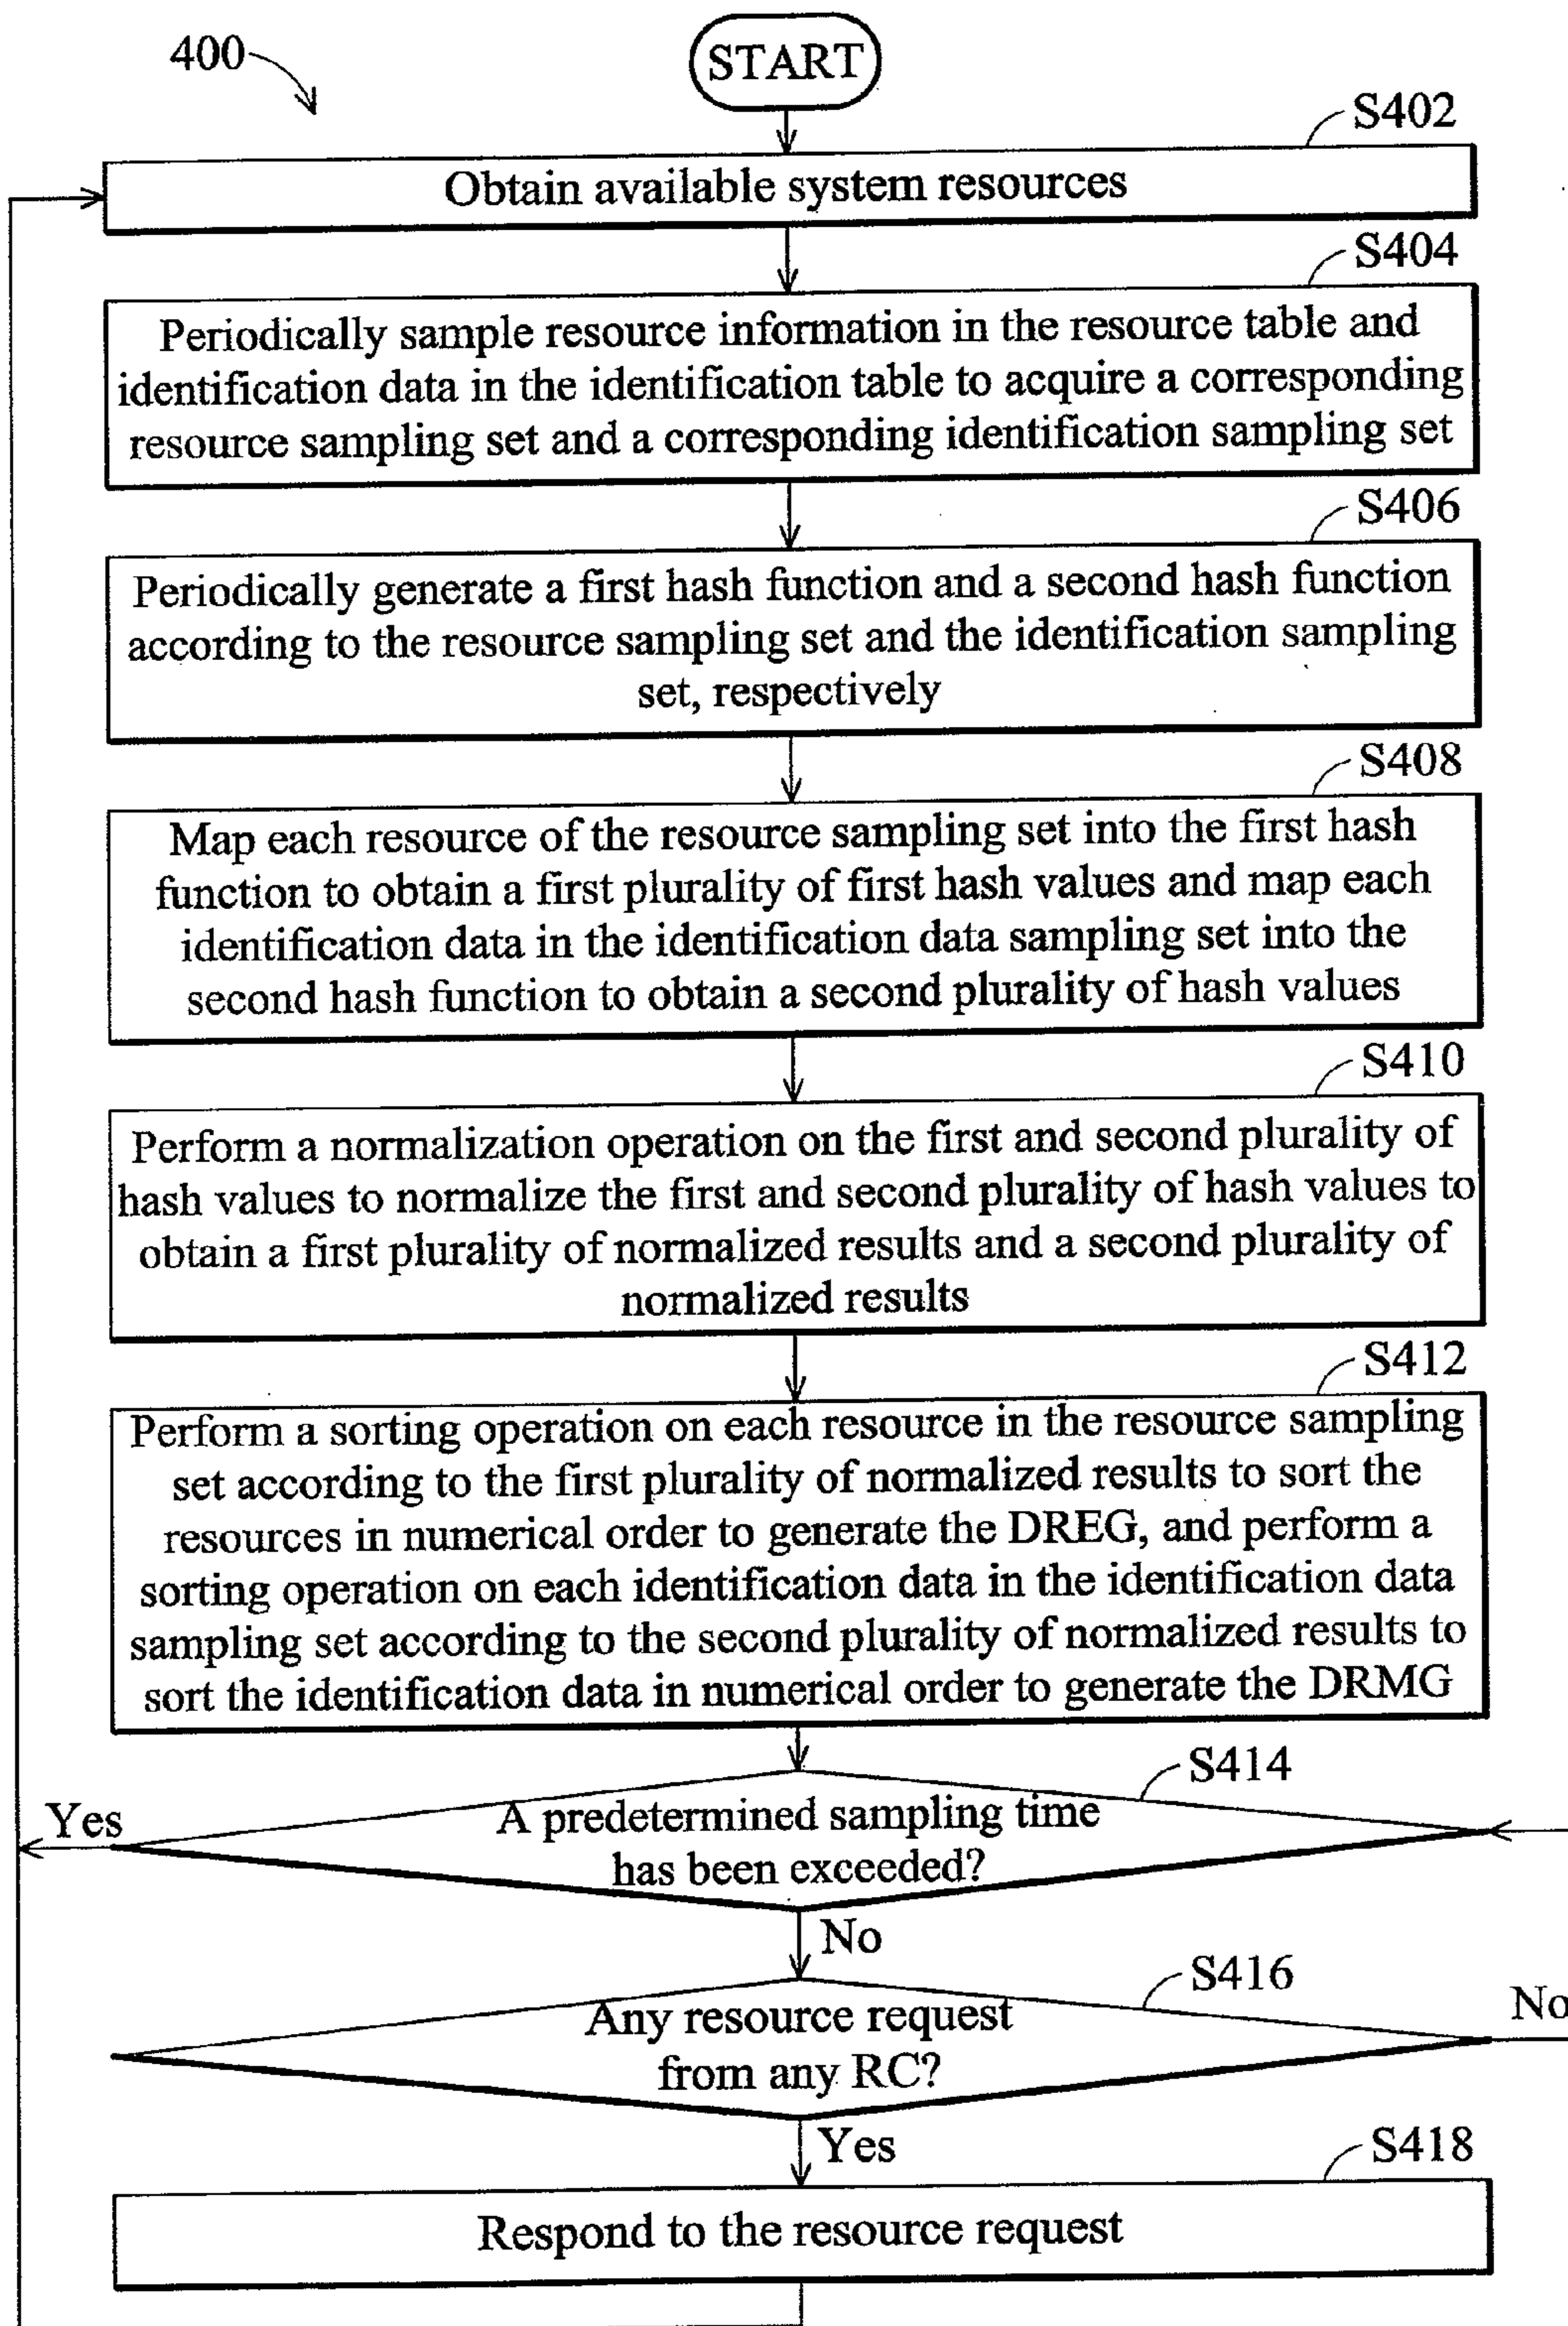 400
START
S402
Obtain available system resources
S404
Periodically sample resource information in the resource table and
identification data in the identification table to acquire a corresponding
resource sampling set and a corresponding identification sampling set
S406
Periodically generate a first hash function and a second hash function
according to the resource sampling set and the identification sampling
set, respectively
S408
Map each resource of the resource sampling set into the first hash
function to obtain a first plurality of first hash values and map each
identification data in the identification data sampling set into the
second hash function to obtain a second plurality of hash values
S410
Perform a normalization operation on the first and second plurality of
hash values to normalize the first and second plurality of hash values to
obtain a first plurality of normalized results and a second plurality of
normalized results
S412
Perform a sorting operation on each resource in the resource sampling
set according to the first plurality of normalized results to sort the
resources in numerical order to generate the DREG, and perform a
sorting operation on each identification data in the identification data
sampling set according to the second plurality of normalized results to
sort the identification data in numerical order to generate the DRMG
S414
Yes
A predetermined sampling time
has been exceeded?
No
S416
Any resource request
from any RC?
No
Yes
S418
Respond to the resource request